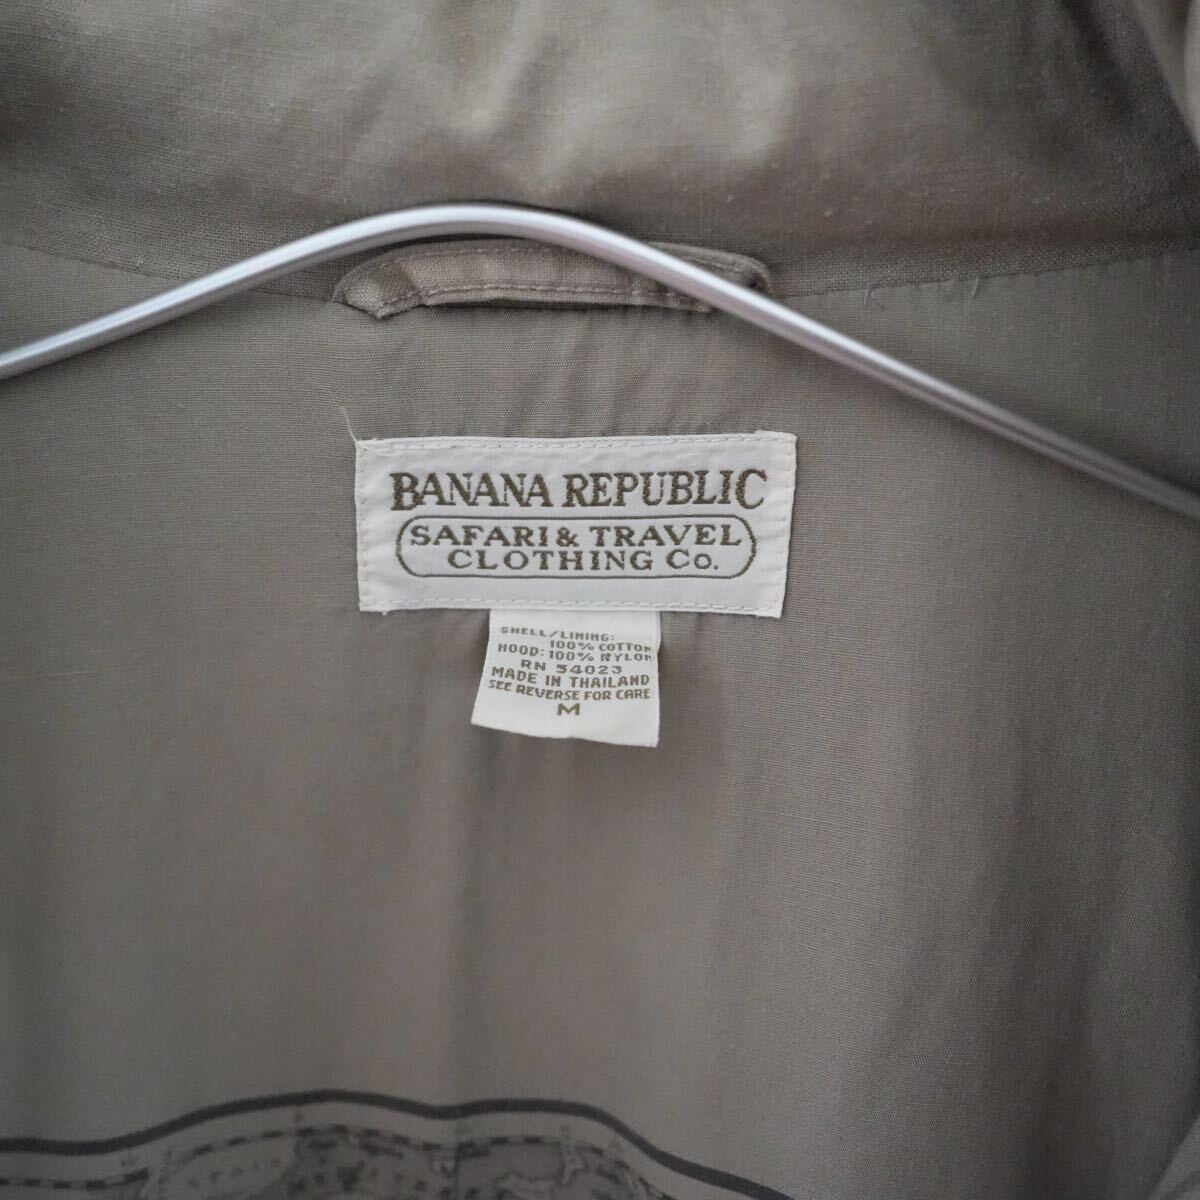 BANANA REPUBLIC
SAFARI & TRAVEL
CLOTHING Co.
SHELL/LINING:
100% COTTON
HOOD: 100% NYLON
RN 54023
MADE IN THAILAND
SEE REVERSE FOR CARE
M